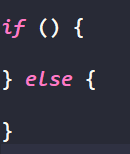 if () {
} else {
}